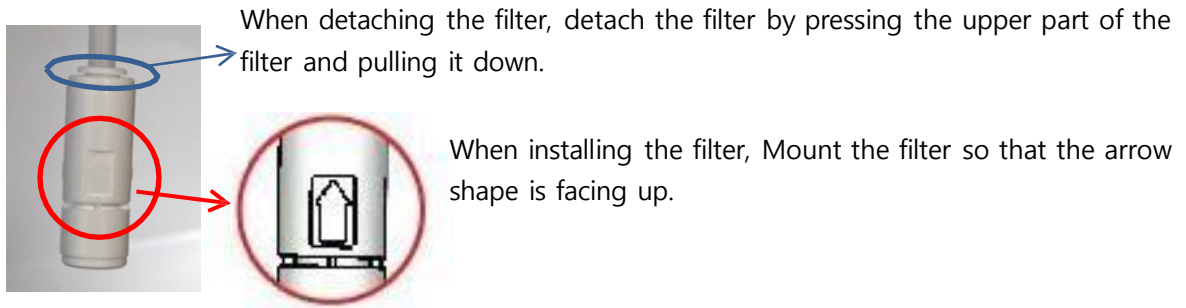 When detaching the filter, detach the filter by pressing the upper part of the
filter and pulling it down.
When installing the filter, Mount the filter so that the arrow
shape is facing up.